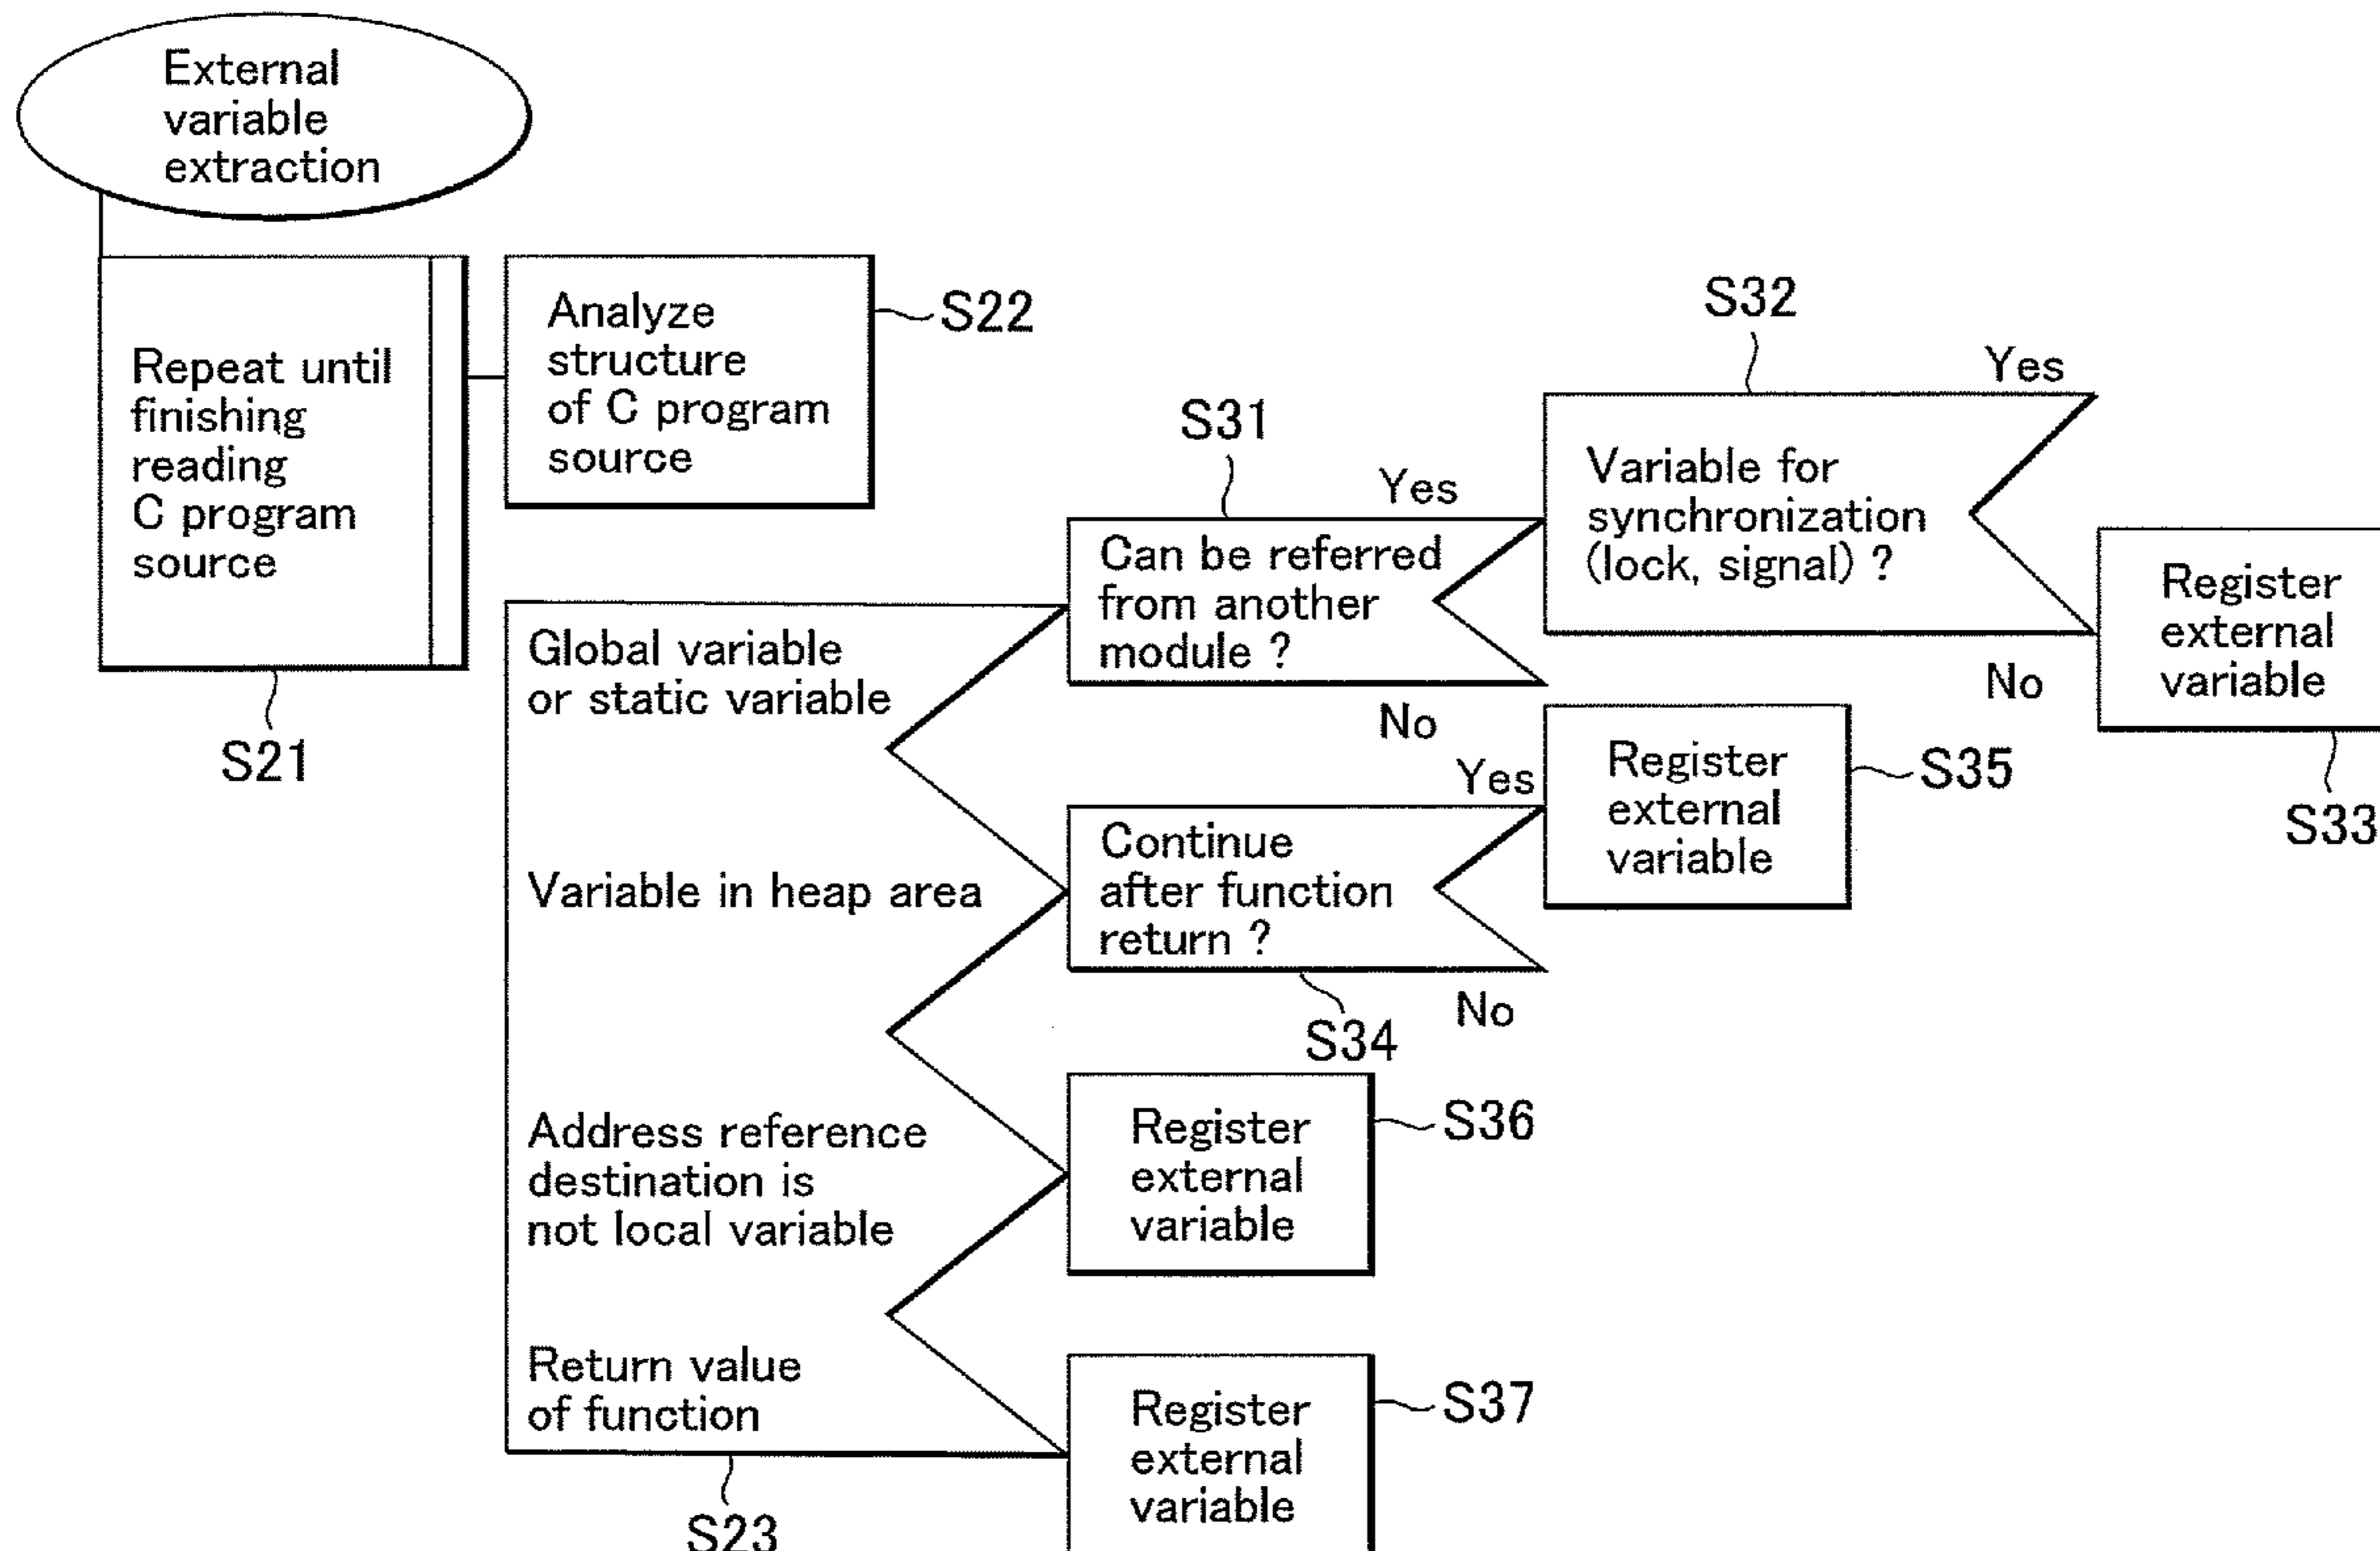 External
variable
extraction
Repeat until
finishing
reading
C program
source
S21
Analyze
structure
of C program
source
S22
Global variable
or static variable
Variable in heap area
Address reference
destination is
not local variable
Return value
of function
S23
S31
Yes
Can be referred
from another
module ?
No
S32
Yes
Variable for
synchronization
(lock, signal) ?
No
Register
external
variable
S33
Yes
Continue
after function
return ?
No
S34
Register
external
variable
S35
Register
external
variable
S36
Register
external
variable
S37